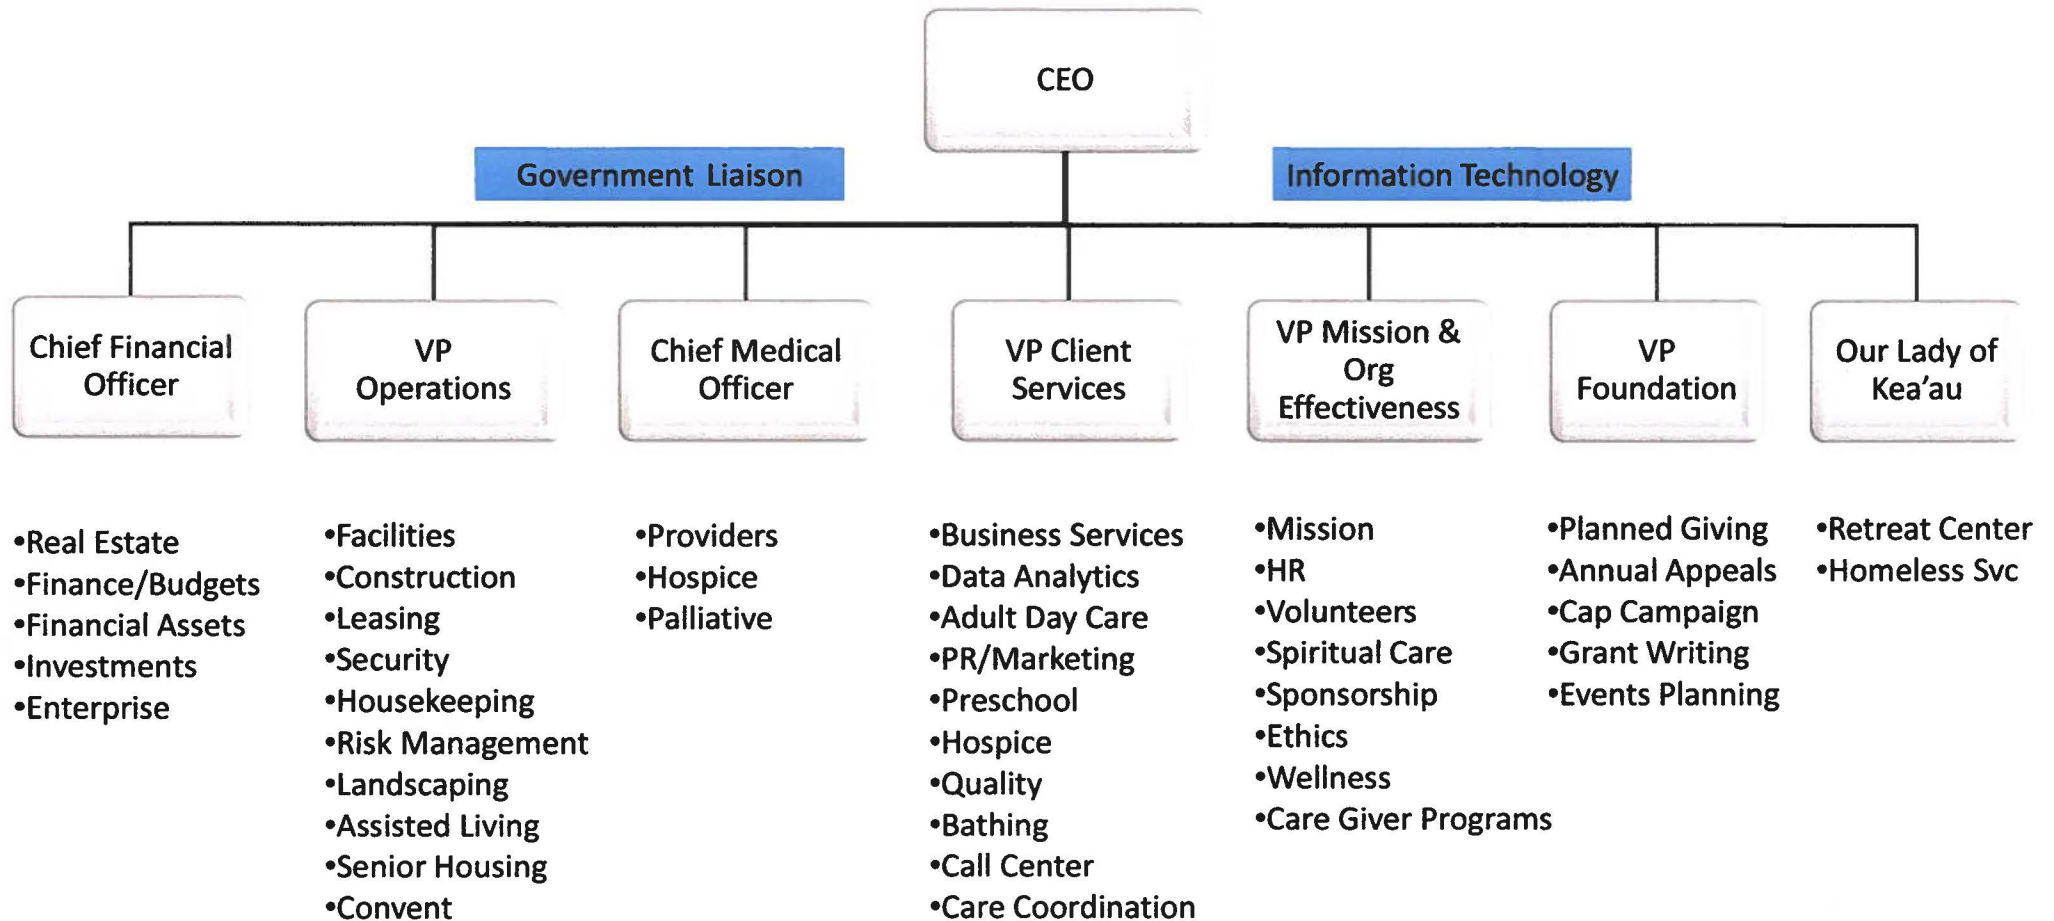 CEO
Government Liaison
Information Technology
Chief Financial
Officer
VP
Operations
Chief Medical
Officer
VP Client
Services
VP Mission &
Org
Effectiveness
VP
Foundation
Our Lady of
Kea’au
•Real Estate
•Finance/Budgets
•Financial Assets
•Investments
•Enterprise
•Facilities
•Construction
•Leasing
•Security
•Housekeeping
•Risk Management
•Landscaping
•Assisted Living
•Senior Housing
•Convent
•Providers
•Hospice
•Palliative
•Business Services
•Data Analytics
•Adult Day Care
•PR/Marketing
•Preschool
•Hospice
•Quality
•Bathing
•Call Center
•Care Coordination
•Mission
•HR
•Volunteers
•Spiritual Care
•Sponsorship
•Ethics
•Wellness
•Care Giver Programs
•Planned Giving
•Annual Appeals
•Cap Campaign
•Grant Writing
•Events Planning
•Retreat Center
•Homeless Svc